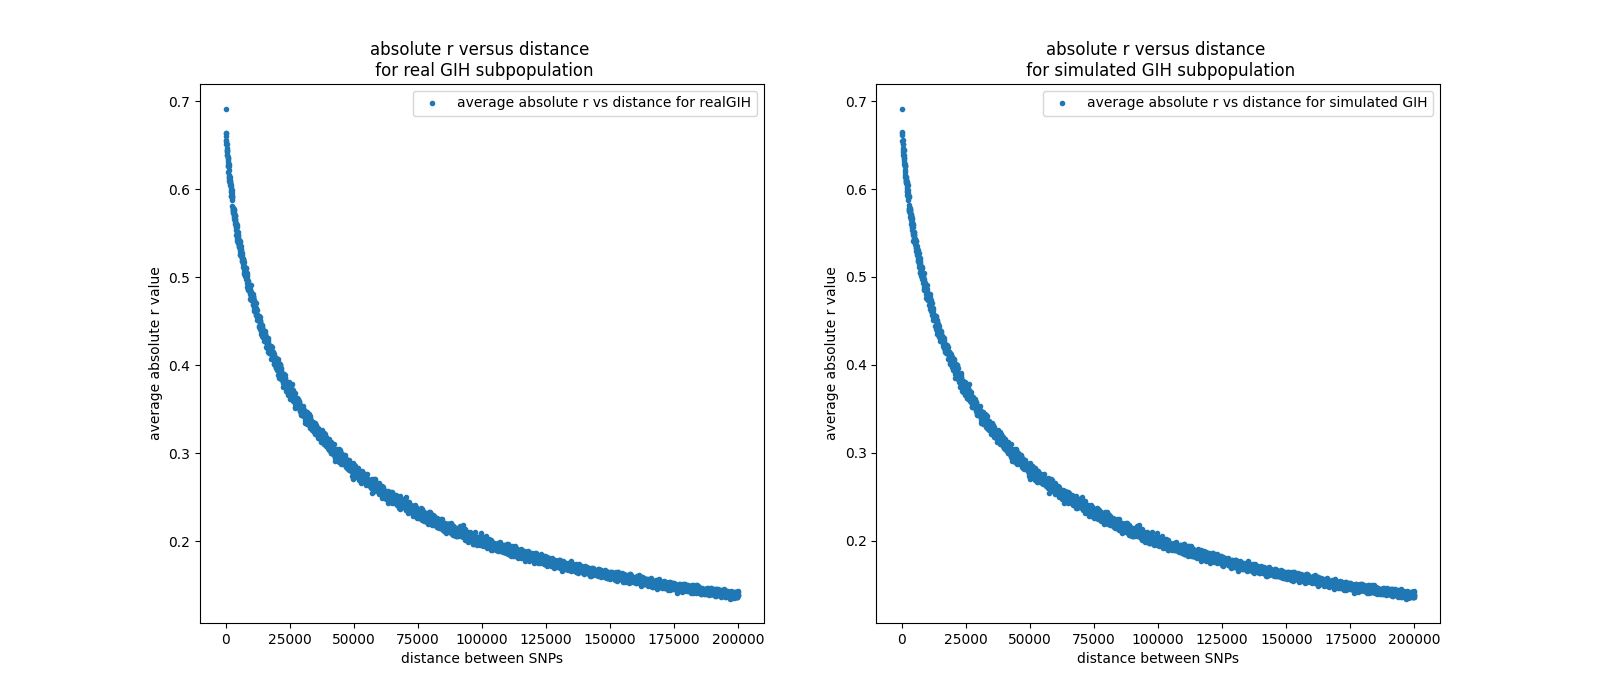 absolute r versus distance
for real GIH subpopulation
average absolute r vs distance for realGIH
0.7
0.6
0.5
0.4
0.3
0.2
average absolute r value
0 25000 50000 75000 100000 125000 150000 175000 200000
distance between SNPs
absolute r versus distance
for simulated GIH subpopulation
average absolute r vs distance for simulated GIH
0.7
0.6
0.5
0.4
0.3
0.2
average absolute r value
0 25000 50000 75000 100000 125000 150000 175000 200000
distance between SNPs